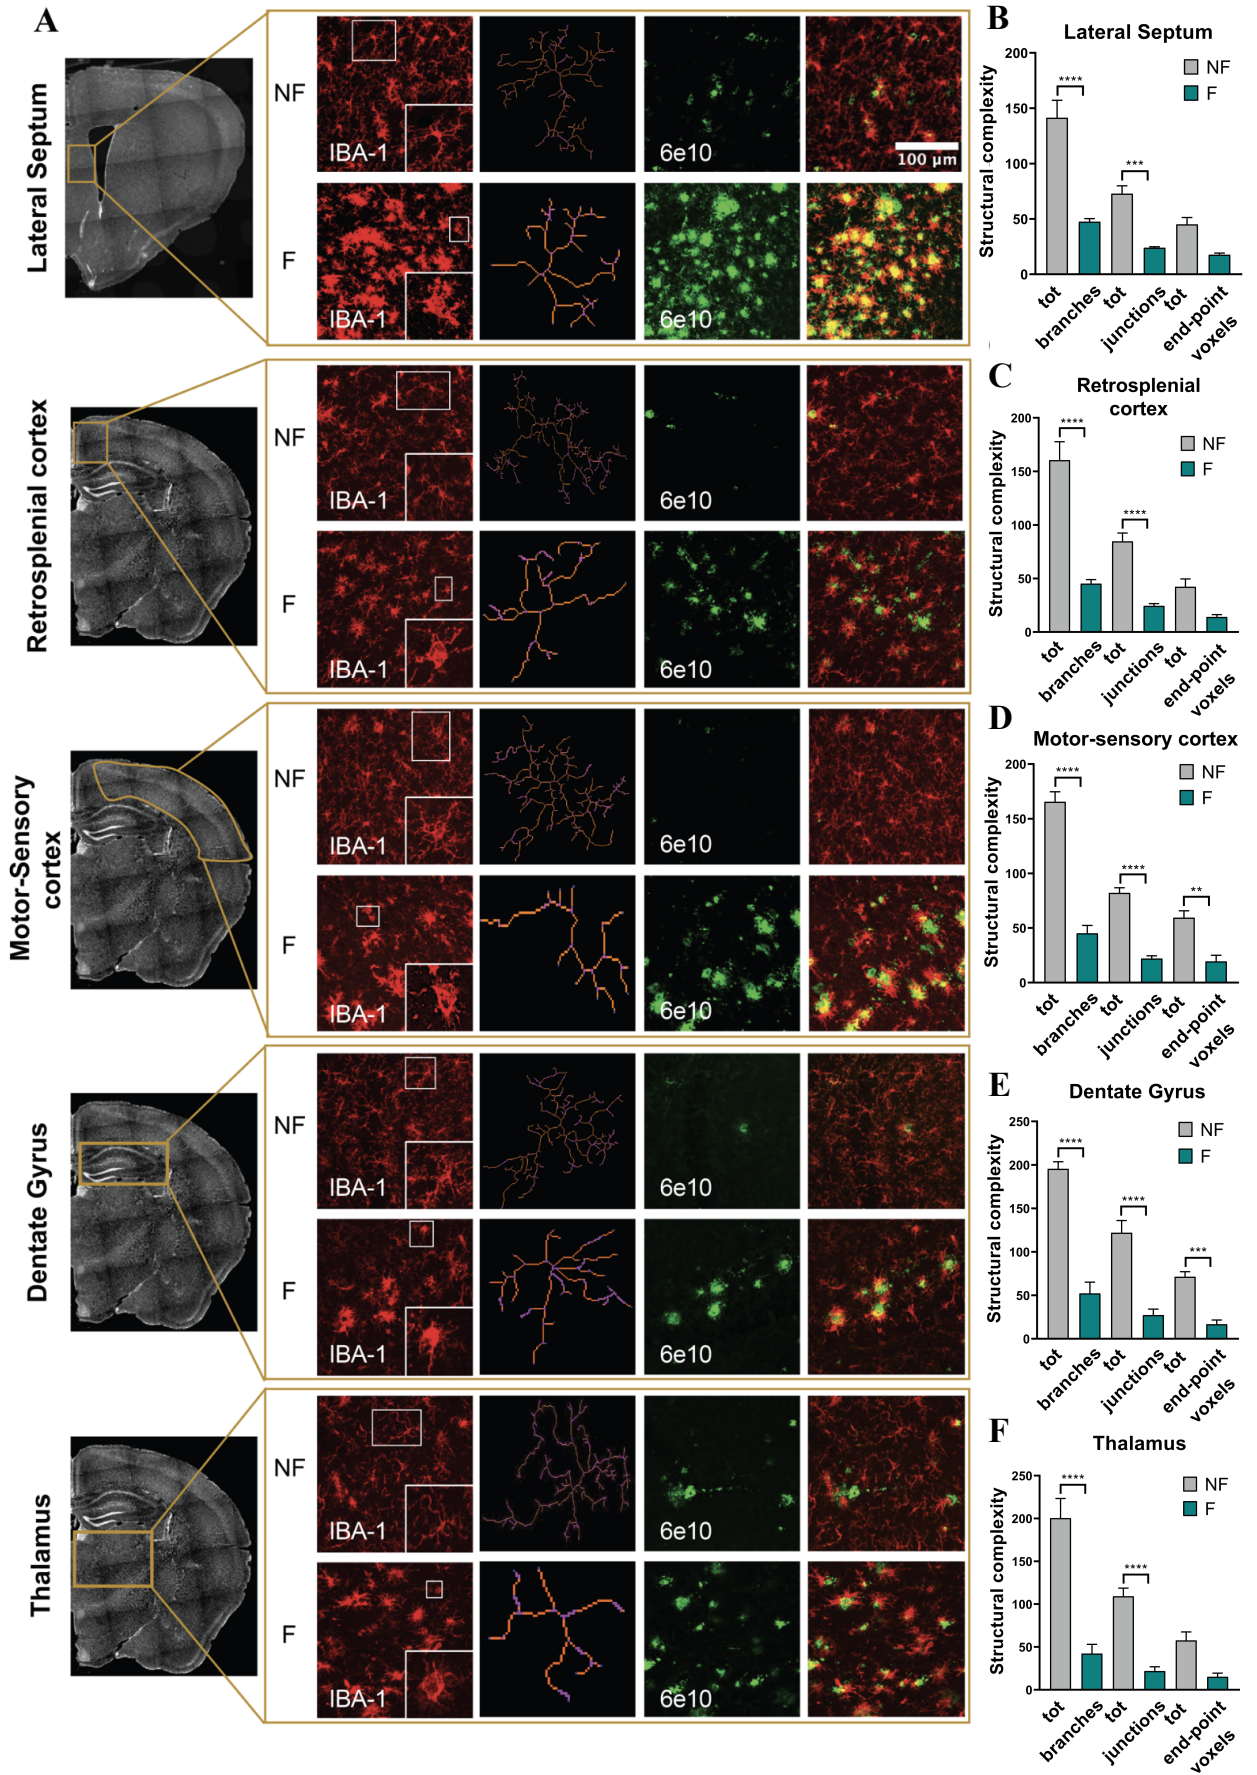 A
Lateral Septum
NF
IBA-1
6e10
100 µm
F
IBA-1
6e10
Retrosplenial cortex
NF
IBA-1
6e10
F
IBA-1
6e10
Motor-Sensory
cortex
NF
IBA-1
6e10
F
IBA-1
6e10
Dentate Gyrus
NF
IBA-1
6e10
F
IBA-1
6e10
Thalamus
NF
IBA-1
6e10
F
IBA-1
6e10
B
Lateral Septum
Structural complexity
200
150
100
50
0
****
***
NF
F
tot
branches
tot
junctions
tot
end-point
voxels
C
Retrosplenial
cortex
Structural complexity
200
150
100
50
0
****
****
NF
F
tot
branches
tot
junctions
tot
end-point
voxels
D
Motor-sensory cortex
Structural complexity
200
150
100
50
0
****
****
**
NF
F
tot
branches
tot
junctions
tot
end-point
voxels
E
Dentate Gyrus
Structural complexity
250
200
150
100
50
0
****
****
***
NF
F
tot
branches
tot
junctions
tot
end-point
voxels
F
Thalamus
Structural complexity
250
200
150
100
50
0
****
****
NF
F
tot
branches
tot
junctions
tot
end-point
voxels